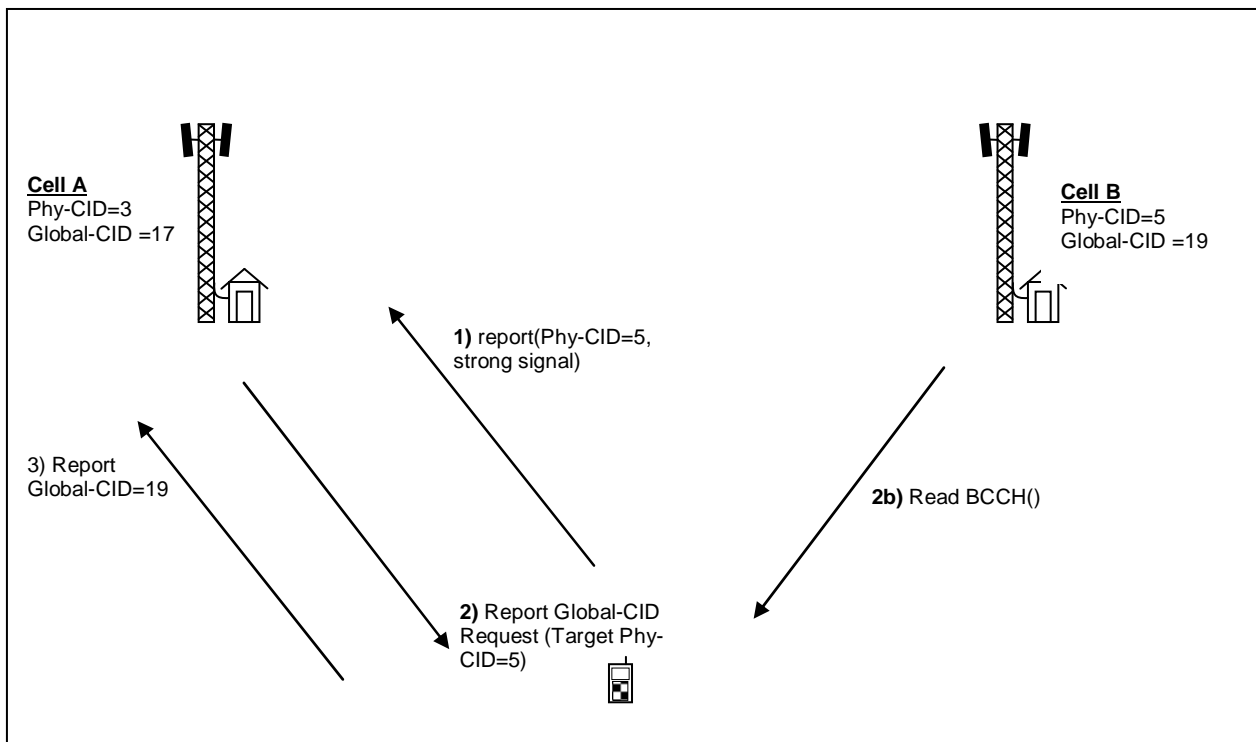 Cell A
Phy-CID=3
Global-CID =17
Cell B
Phy-CID=5
Global-CID =19
1) report(Phy-CID=5,
strong signal)
3) Report
Global-CID=19
2b) Read BCCH()
2) Report Global-CID
Request (Target Phy-
CID=5)